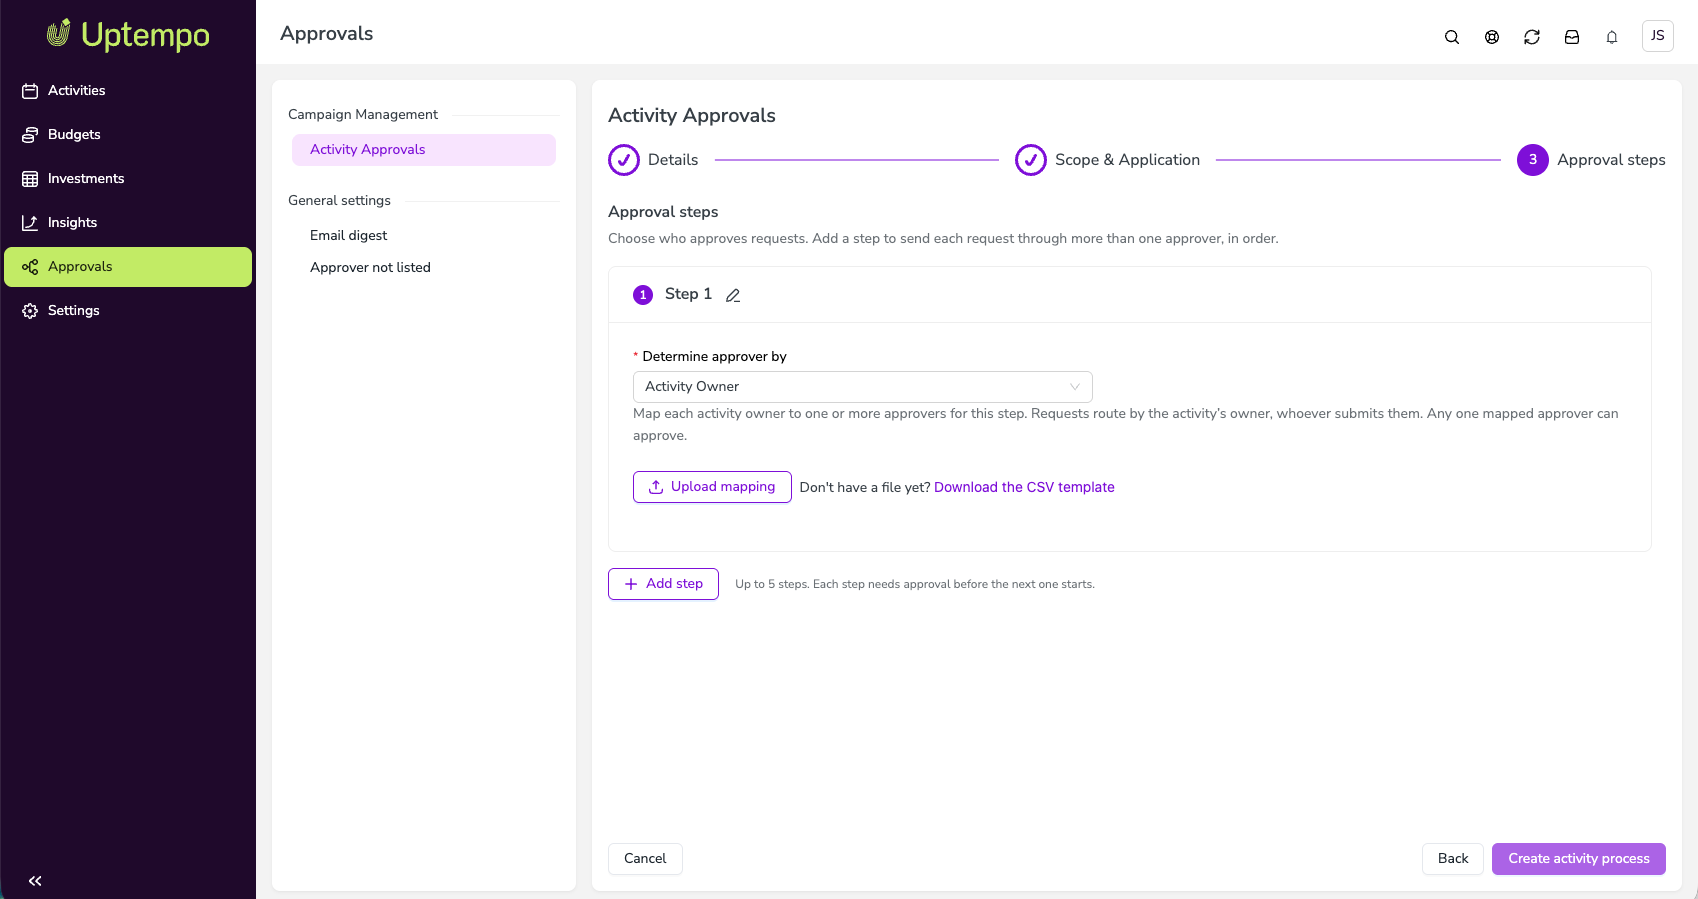 Uptempo
Activities
Budgets
Investments
Insights
Approvals
Settings
Approvals
JS
Campaign Management
Activity Approvals
General settings
Email digest
Approver not listed
Activity Approvals
Details
Scope & Application
3 Approval steps
Approval steps
Choose who approves requests. Add a step to send each request through more than one approver, in order.
1 Step 1
* Determine approver by
Activity Owner
Map each activity owner to one or more approvers for this step. Requests route by the activity's owner, whoever submits them. Any one mapped approver can
approve.
Upload mapping Don't have a file yet? Download the CSV template
Add step Up to 5 steps. Each step needs approval before the next one starts.
Cancel
Back
Create activity process